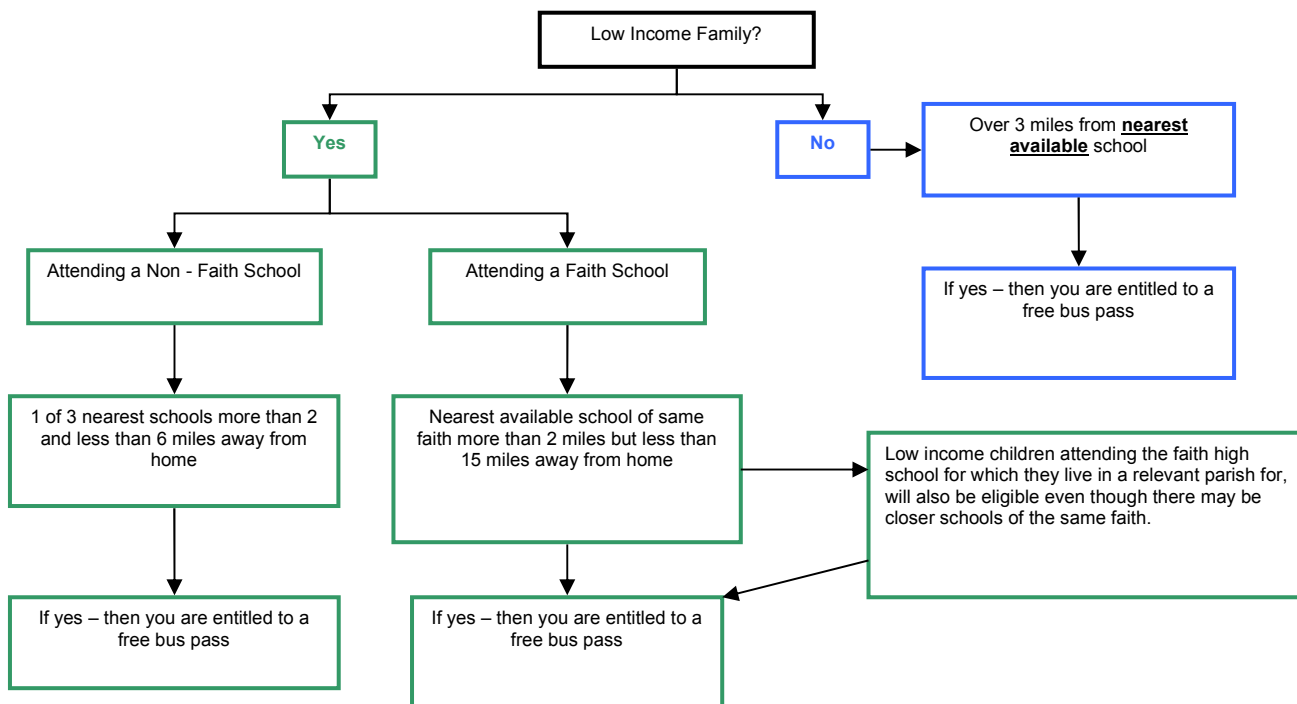 Low Income Family?
Yes
No
Over 3 miles from nearest
available school
Attending a Non - Faith School
Attending a Faith School
If yes – then you are entitled to a
free bus pass
1 of 3 nearest schools more than 2
and less than 6 miles away from
home
Nearest available school of same
faith more than 2 miles but less than
15 miles away from home
Low income children attending the faith high
school for which they live in a relevant parish for,
will also be eligible even though there may be
closer schools of the same faith.
If yes – then you are entitled to a
free bus pass
If yes – then you are entitled to a
free bus pass